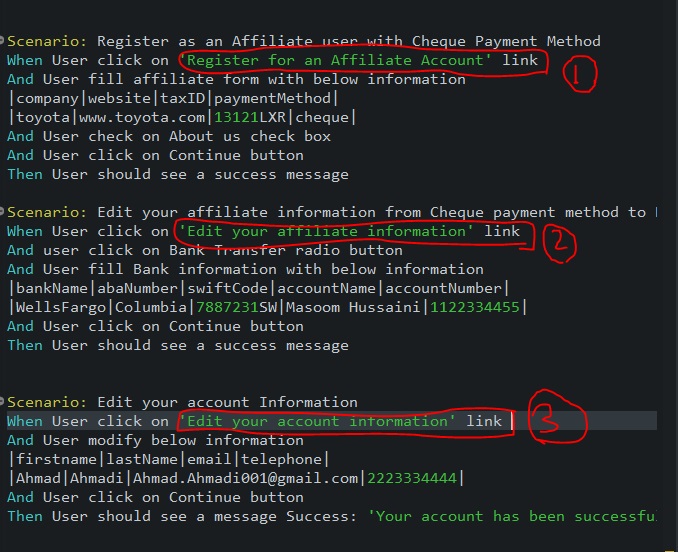 Scenario: Register as an Affiliate user with Cheque Payment Method
When User click on 'Register for an Affiliate Account' link
1
And User fill affiliate form with below information
|company|website|taxID|paymentMethod|
|toyota|www.toyota.com|13121LXR|cheque|
And User check on About us check box
And User click on Continue button
Then User should see a success message
Scenario: Edit your affiliate information from Cheque payment method to
When User click on 'Edit your affiliate information' link
2
And user click on Bank Transfer radio button
And User fill Bank information with below information
|bankName|abaNumber|swiftCode|accountName|accountNumber|
|WellsFargo|Columbia|7887231SW|Masoom Hussaini|1122334455|
And User click on Continue button
Then User should see a success message
Scenario: Edit your account Information
When User click on 'Edit your account information' link
3
And User modify below information
|firstname|lastName|email|telephone|
|Ahmad|Ahmadi|Ahmad.Ahmadi001@gmail.com|2223334444|
And User click on Continue button
Then User should see a message Success: 'Your account has been successfu